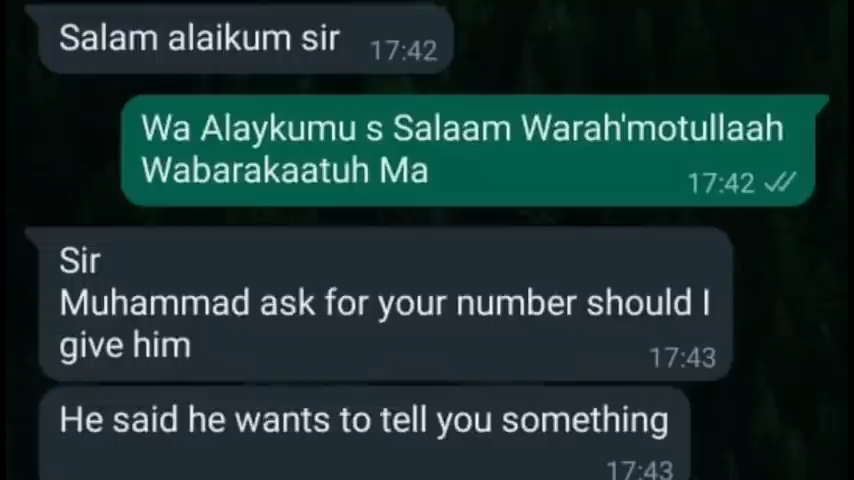 Salam alaikum sir
17:42
Wa Alaykumu s Salaam Warah'motullaah
Wabarakaatuh Ma
17:42
Sir
Muhammad ask for your number should I
give him
17:43
He said he wants to tell you something
17:43